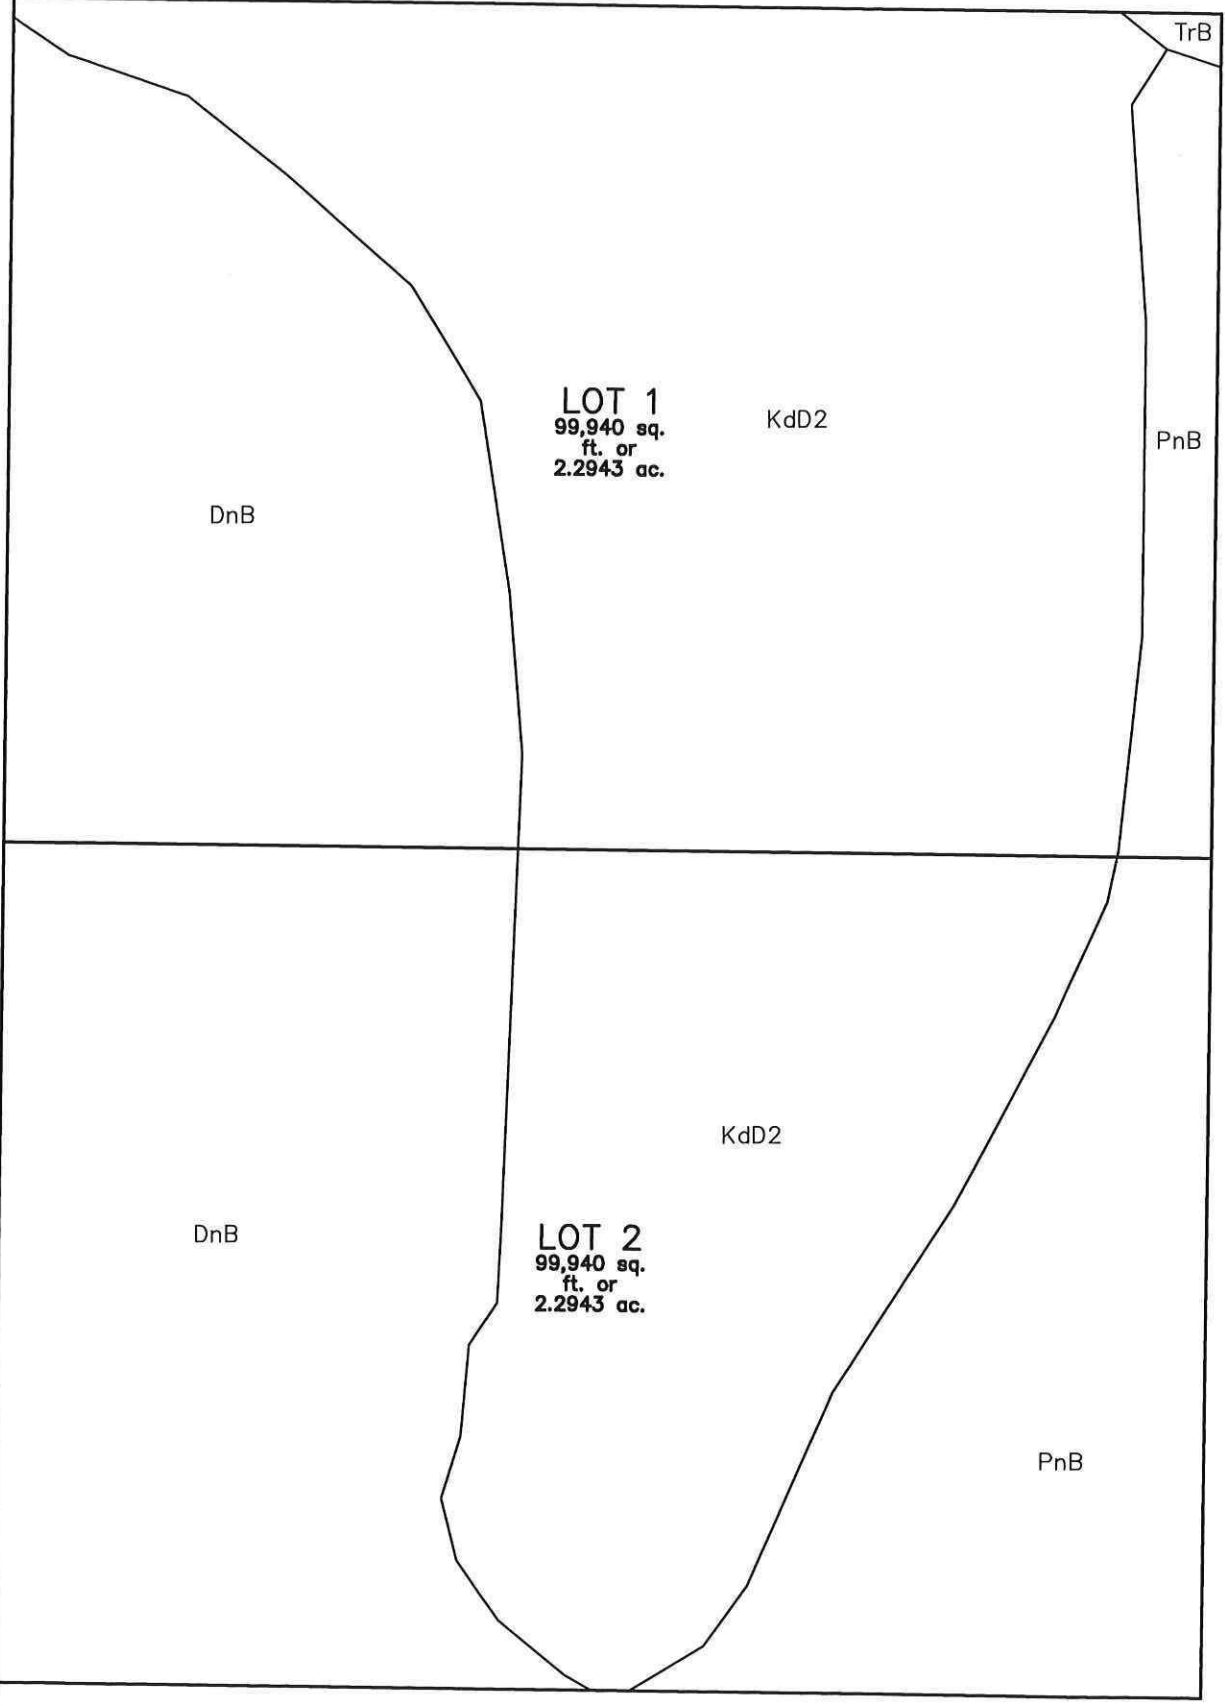 TrB
LOT 1
99,940 sq.
ft. or
2.2943 ac.
KdD2
PnB
DnB
KdD2
DnB
LOT 2
99,940 sq.
ft. or
2.2943 ac.
PnB